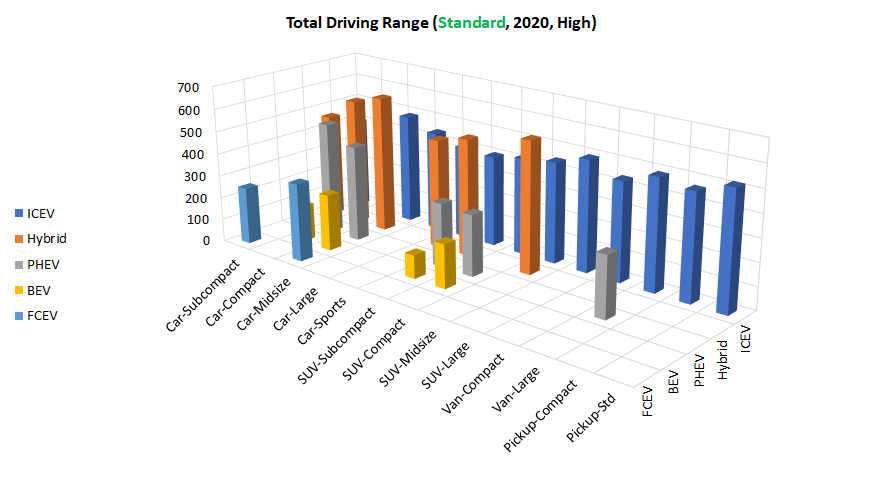 Total Driving Range (Standard, 2020, High)
700
600
500
400
300
200
100
0
ICEV
Hybrid
PHEV
BEV
FCEV
Car-Subcompact
Car-Compact
Car-Midsize
Car-Large
Car-Sports
SUV-Subcompact
SUV-Compact
SUV-Midsize
SUV-Large
Van-Compact
Van-Large
Pickup-Compact
Pickup-Std
FCEV
BEV
PHEV
Hybrid
ICEV